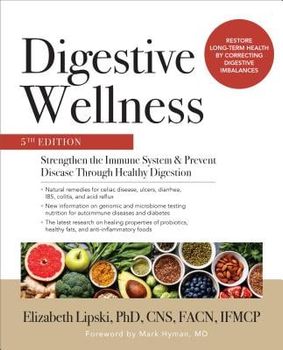 RESTORE
LONG-TERM HEALTH
BY CORRECTING
DIGESTIVE
IMBALANCES
Digestive
Wellness
5TH EDITION
Strengthen the Immune System & Prevent
Disease Through Healthy Digestion
• Natural remedies for celiac disease, ulcers, diarrhea,
IBS, colitis, and acid reflux
• New information on genomic and microbiome testing
nutrition for autoimmune diseases and diabetes
• The latest research on healing properties of probiotics,
healthy fats, and anti-inflammatory foods
Elizabeth Lipski, PhD, CNS, FACN, IFMCP
Foreword by Mark Hyman, MD